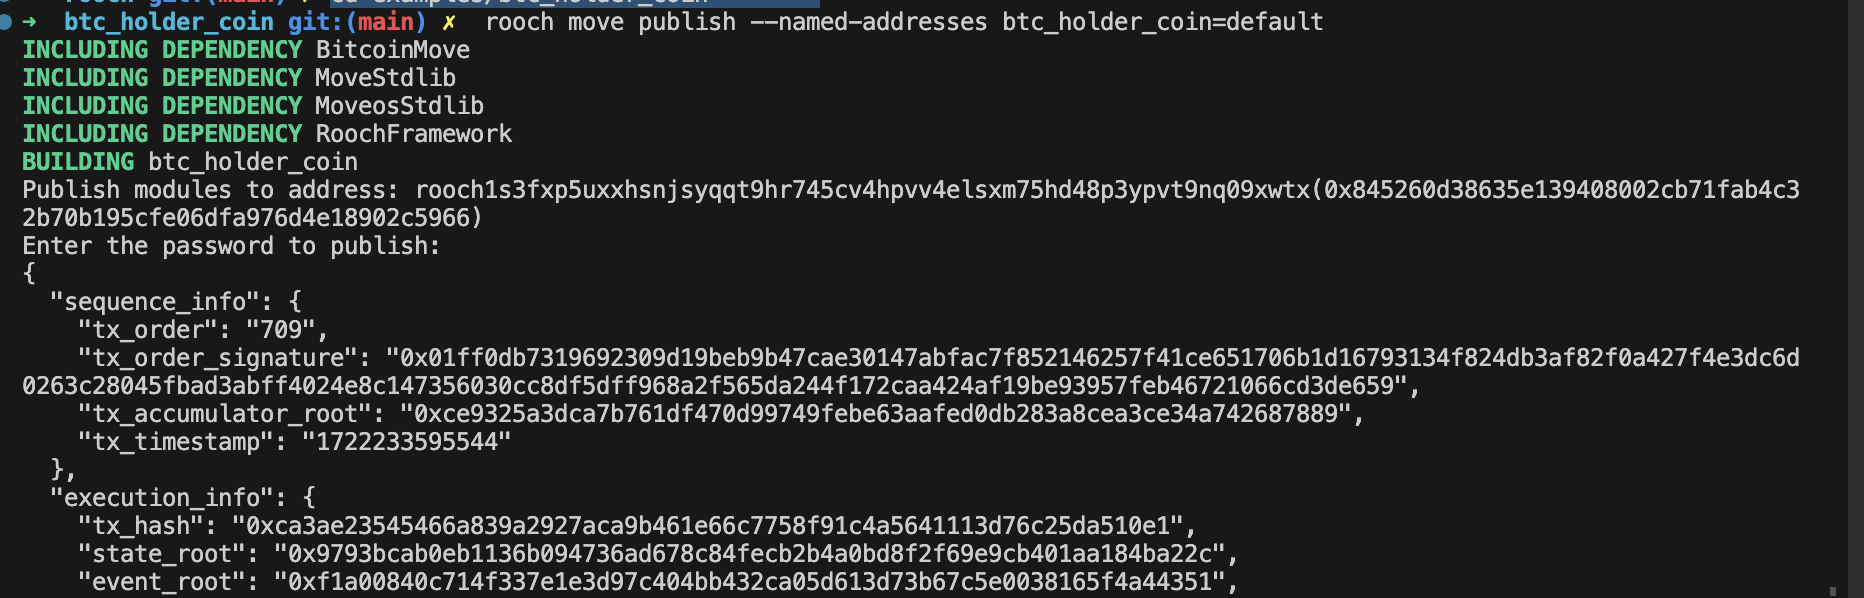 ➜  btc_holder_coin git:(main) ✗  rooch move publish --named-addresses btc_holder_coin=default
INCLUDING DEPENDENCY BitcoinMove
INCLUDING DEPENDENCY MoveStdlib
INCLUDING DEPENDENCY MoveosStdlib
INCLUDING DEPENDENCY RoochFramework
BUILDING btc_holder_coin
Publish modules to address: rooch1s3fxp5uxxhsnjsyqqt9hr745cv4hpvv4elsxm75hd48p3ypvt9nq09xwtx(0x845260d38635e139408002cb71fab4c3
2b70b195cfe06dfa976d4e18902c5966)
Enter the password to publish:
{
  "sequence_info": {
    "tx_order": "709",
    "tx_order_signature": "0x01ff0db7319692309d19beb9b47cae30147abfac7f852146257f41ce651706b1d16793134f824db3af82f0a427f4e3dc6d
0263c28045fbad3abff4024e8c147356030cc8df5dff968a2f565da244f172caa424af19be93957feb46721066cd3de659",
    "tx_accumulator_root": "0xce9325a3dca7b761df470d99749febe63aafed0db283a8cea3ce34a742687889",
    "tx_timestamp": "1722233595544"
  },
  "execution_info": {
    "tx_hash": "0xca3ae23545466a839a2927aca9b461e66c7758f91c4a5641113d76c25da510e1",
    "state_root": "0x9793bcab0eb1136b094736ad678c84fecb2b4a0bd8f2f69e9cb401aa184ba22c",
    "event_root": "0xf1a00840c714f337e1e3d97c404bb432ca05d613d73b67c5e0038165f4a44351",